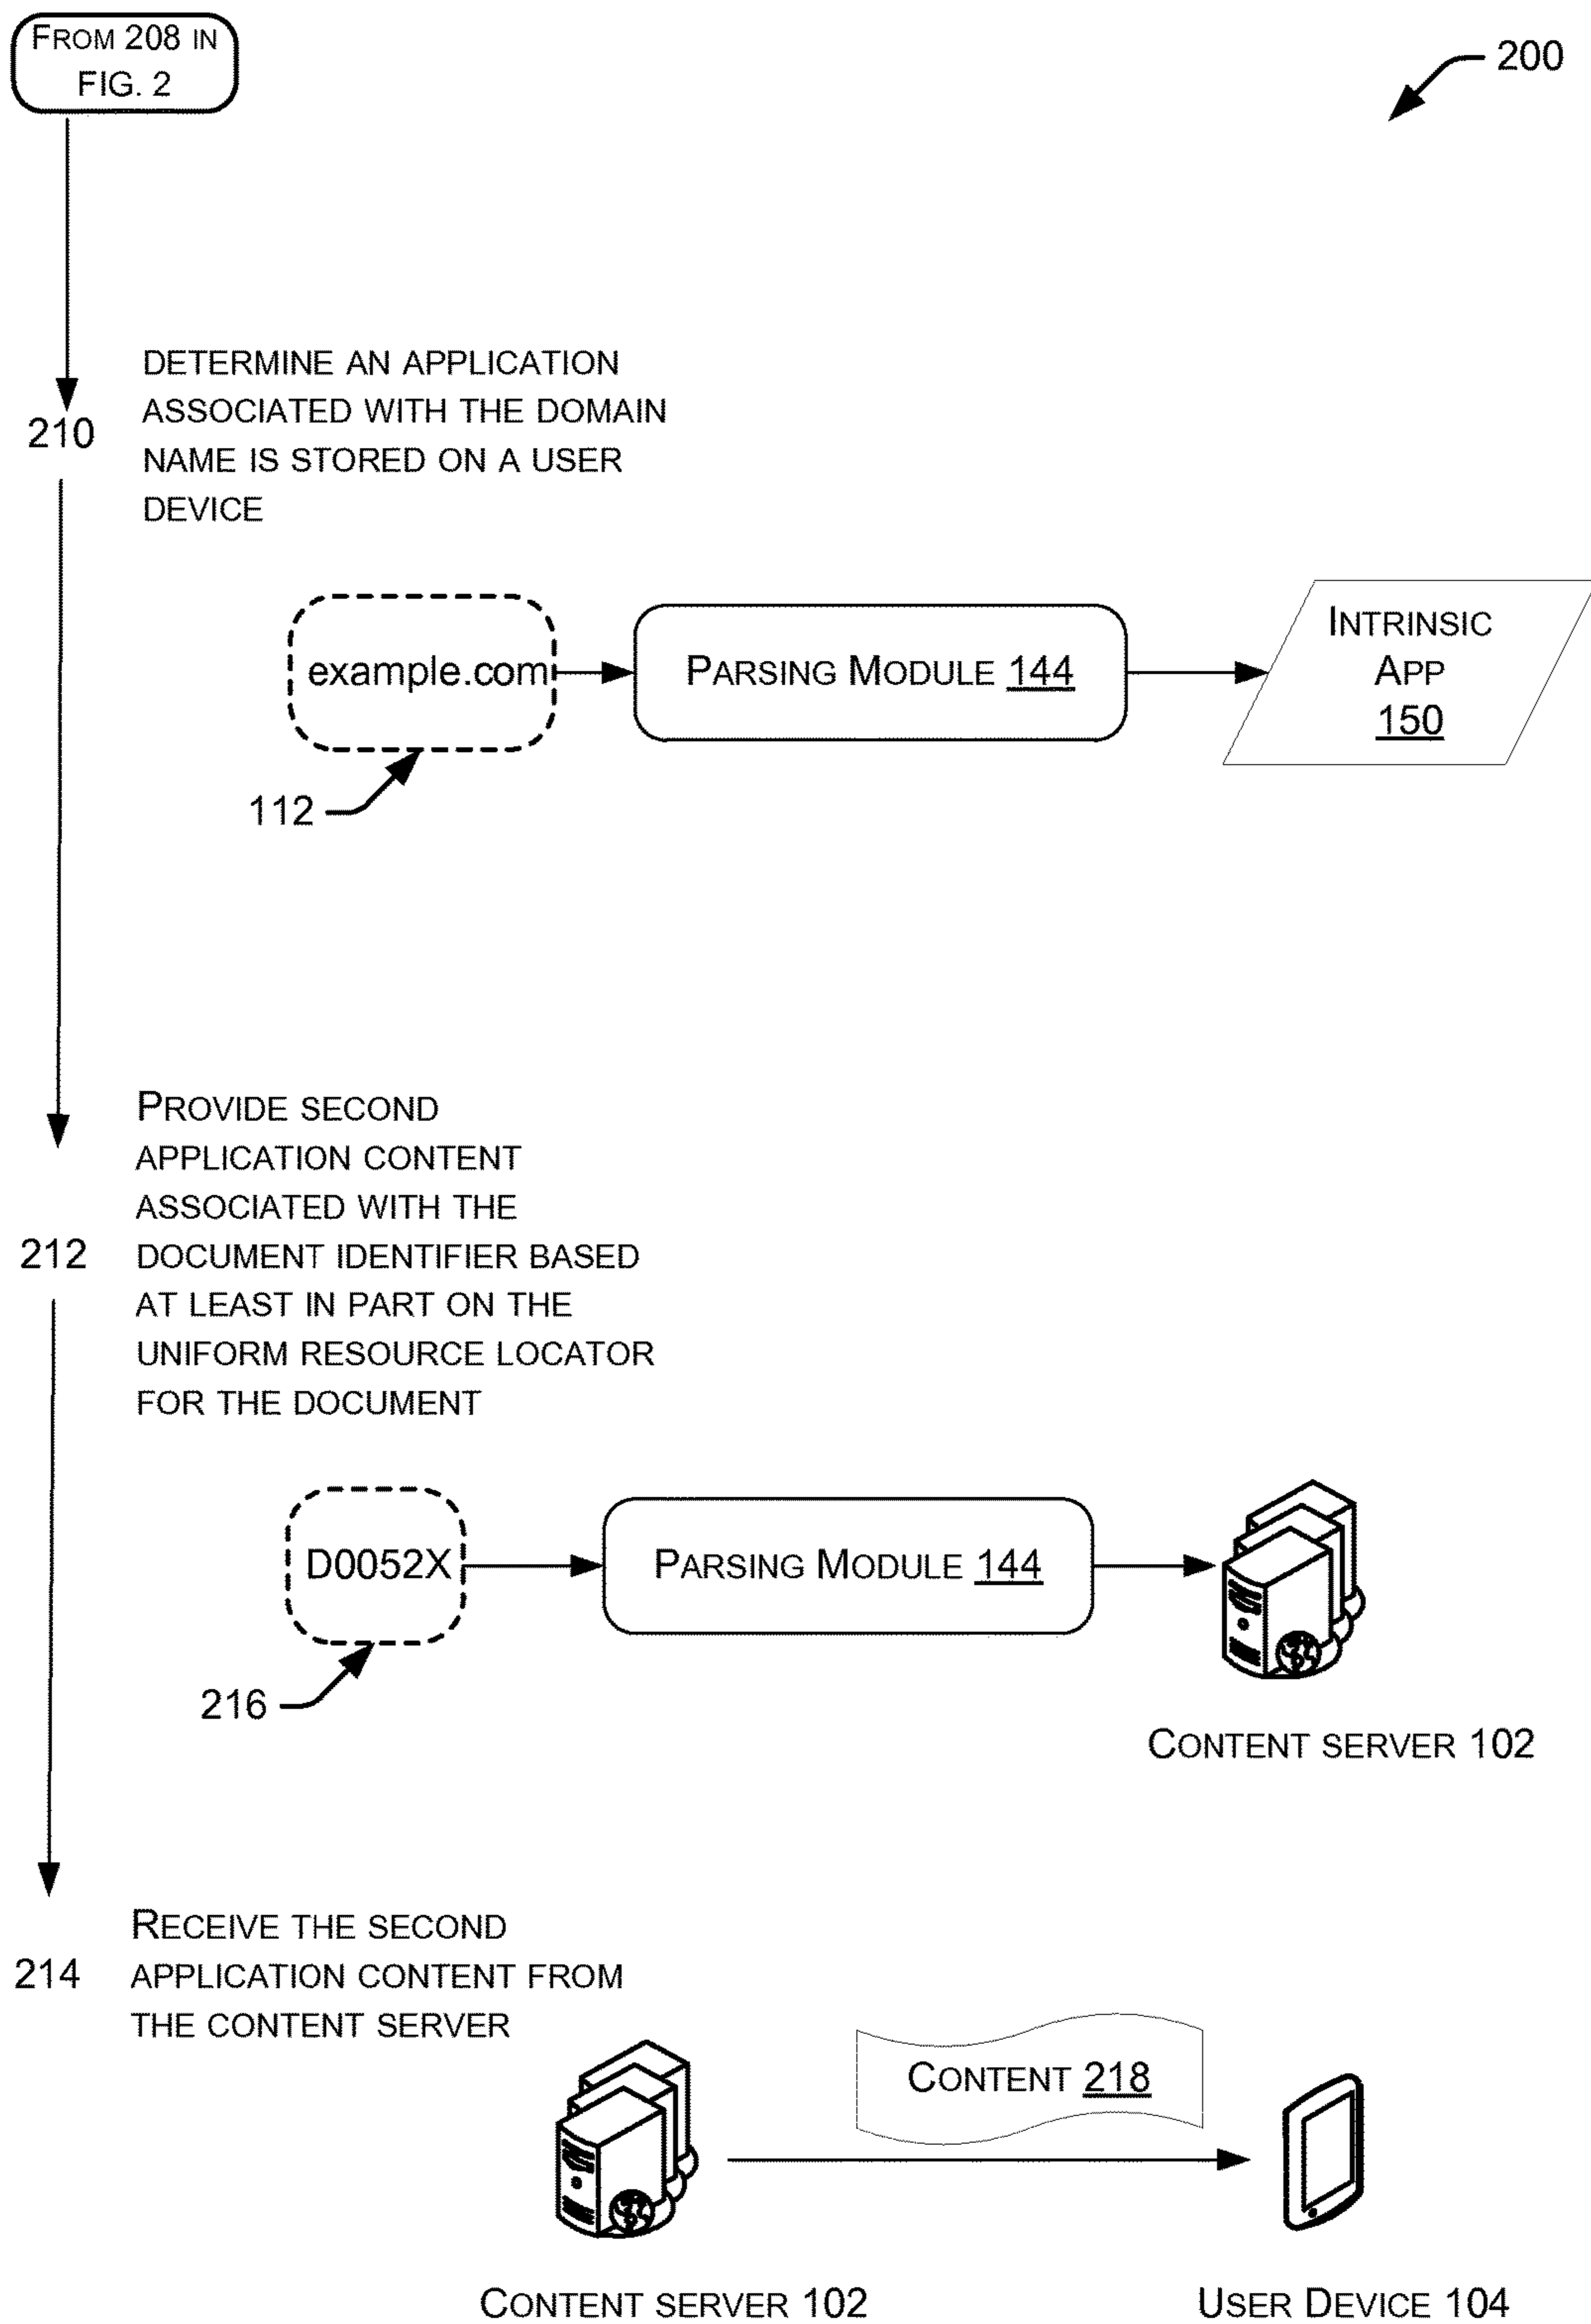 FROM 208 IN
FIG. 2
200
DETERMINE AN APPLICATION
ASSOCIATED WITH THE DOMAIN
210
NAME IS STORED ON A USER
DEVICE
example.com
PARSING MODULE 144
INTRINSIC
APP
150
112
PROVIDE SECOND
APPLICATION CONTENT
ASSOCIATED WITH THE
212
DOCUMENT IDENTIFIER BASED
AT LEAST IN PART ON THE
UNIFORM RESOURCE LOCATOR
FOR THE DOCUMENT
D0052X
PARSING MODULE 144
216
CONTENT SERVER 102
RECEIVE THE SECOND
214
APPLICATION CONTENT FROM
THE CONTENT SERVER
CONTENT 218
CONTENT SERVER 102
USER DEVICE 104